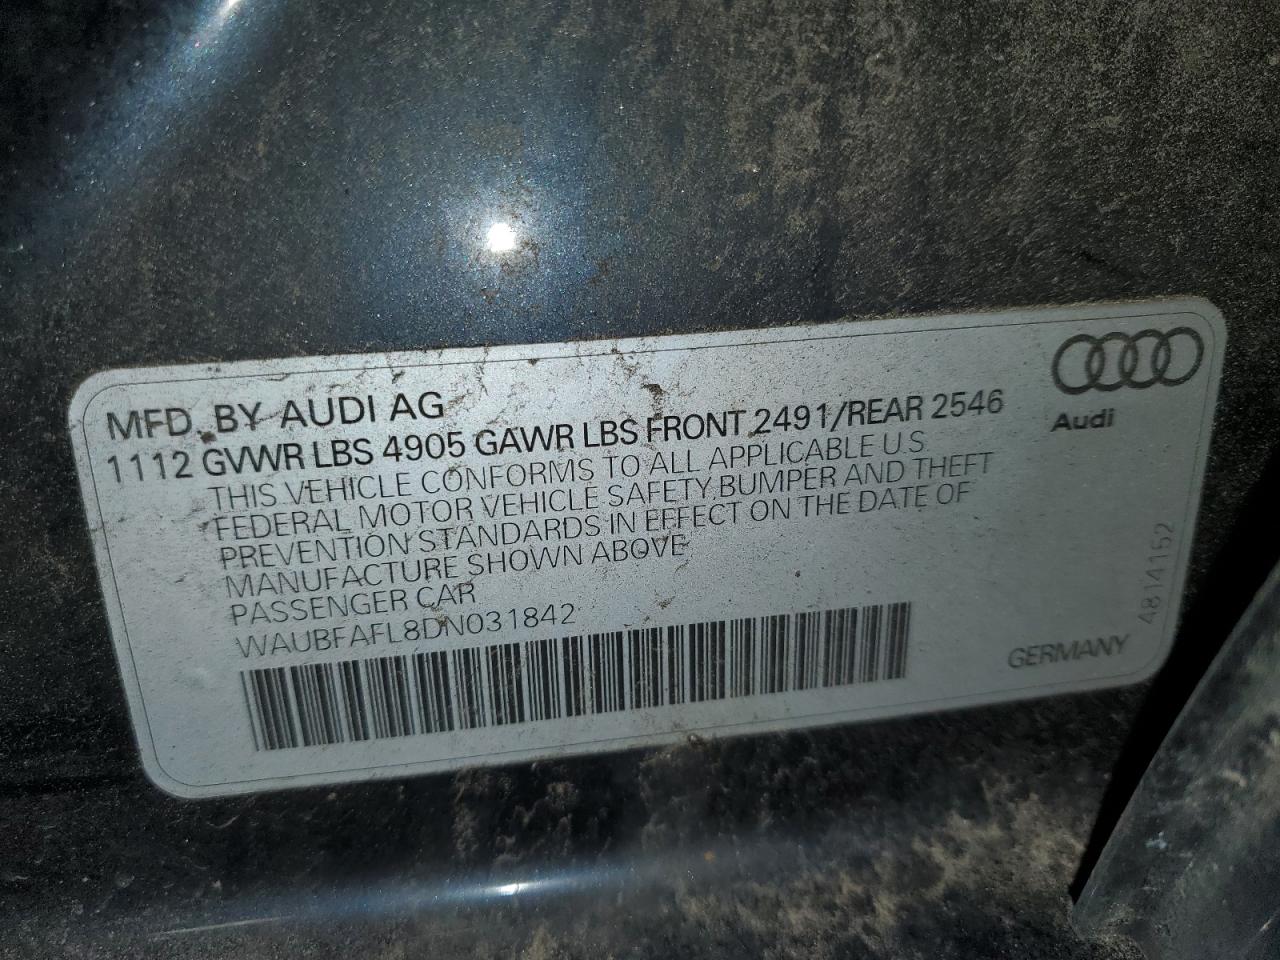 MFD. BY AUDI AG
1112 GVWR LBS 4905 GAWR LBS FRONT 2491/REAR 2546
THIS VEHICLE CONFORMS TO ALL APPLICABLE U.S
FEDERAL MOTOR VEHICLE SAFETY,BUMPER AND THEFT
PREVENTION STANDARDS IN EFFECT ON THE DATE OF
MANUFACTURE SHOWN ABOVE
PASSENGER CAR
WAUBFAFL8DN031842
Audi
GERMANY
4814152